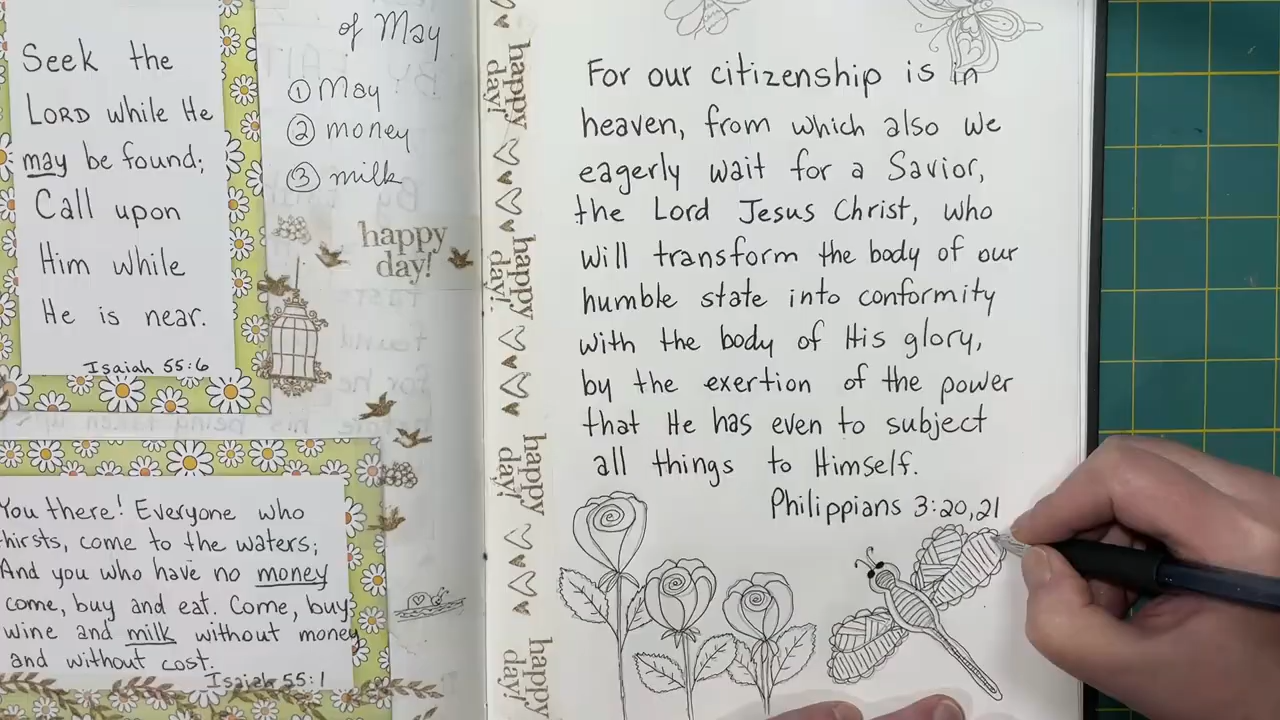 Seek the
LORD while He
may be found;
Call upon
Him while
He is near.
Isaiah 55:6
of May
① May
② money
③ milk
happy
day!
You there! Everyone who
thirsts, come to the waters;
And you who have no money
come, buy and eat. Come, buy
wine and milk without money
and without cost.
Isaiah 55:1
happy
day!
happy
day!
happy
day!
happy
day!
For our citizenship is in
heaven, from which also we
eagerly wait for a Savior,
the Lord Jesus Christ, who
will transform the body of our
humble state into conformity
with the body of His glory,
by the exertion of the power
that He has even to subject
all things to Himself.
Philippians 3:20,21